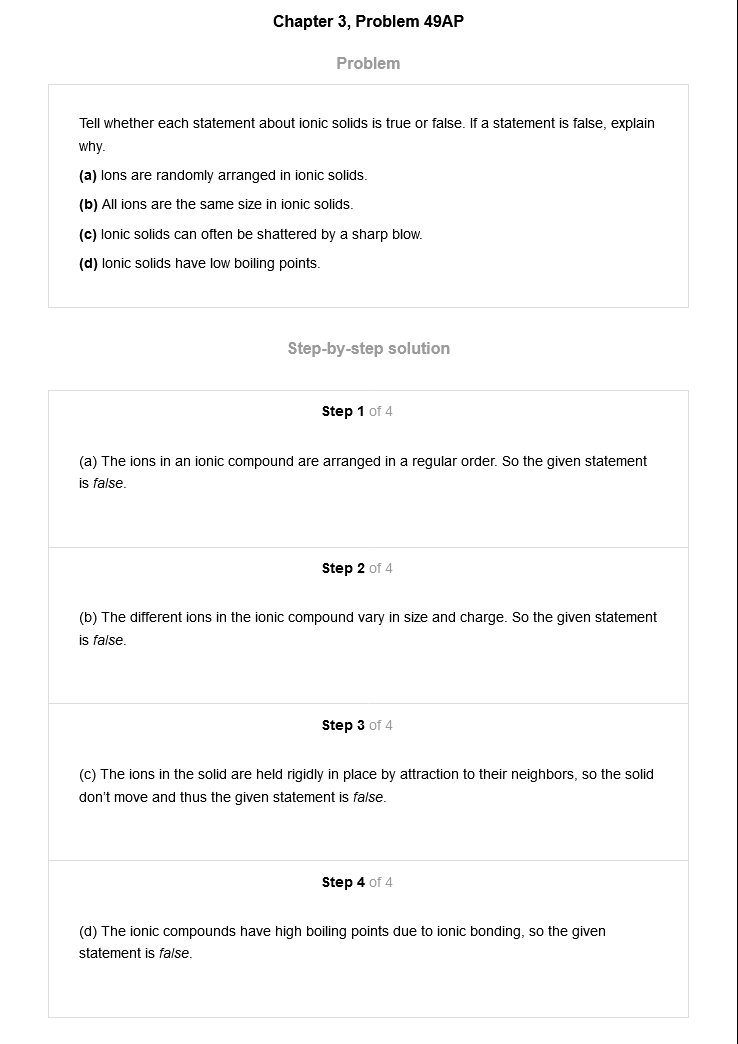 Chapter 3, Problem 49AP
Problem
Tell whether each statement about ionic solids is true or false. If a statement is false, explain
why.
(a) Ions are randomly arranged in ionic solids.
(b) All ions are the same size in ionic solids.
(c) Ionic solids can often be shattered by a sharp blow.
(d) Ionic solids have low boiling points.
Step-by-step solution
Step 1 of 4
(a) The ions in an ionic compound are arranged in a regular order. So the given statement
is false.
Step 2 of 4
(b) The different ions in the ionic compound vary in size and charge. So the given statement
is false.
Step 3 of 4
(c) The ions in the solid are held rigidly in place by attraction to their neighbors, so the solid
don't move and thus the given statement is false.
Step 4 of 4
(d) The ionic compounds have high boiling points due to ionic bonding, so the given
statement is false.